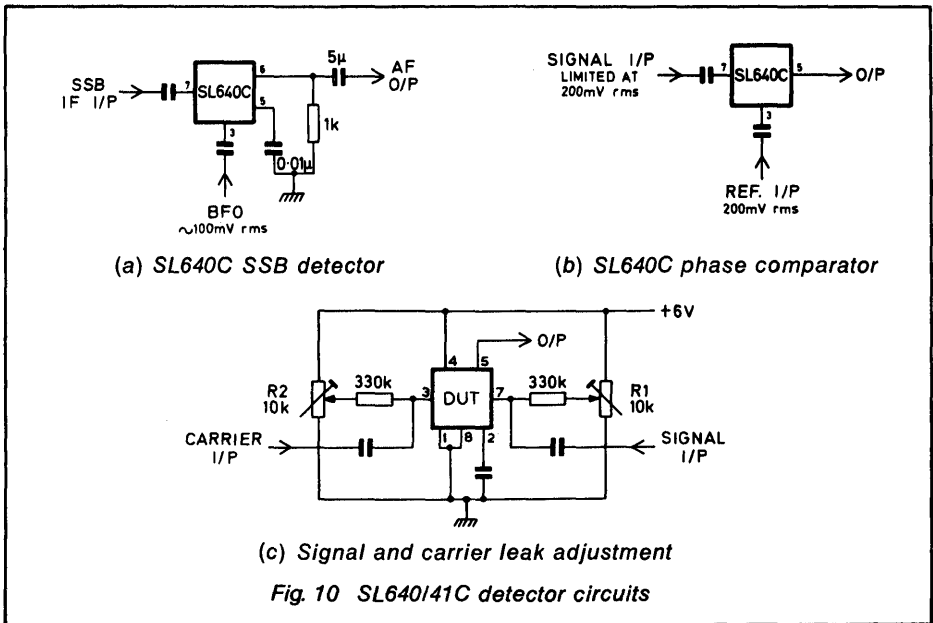 SSB
IF I/P
7
SL640C
6
5µ
AF
O/P
5
3
1k
0·01µ
BFO
~100mV rms
(a) SL640C SSB detector
SIGNAL I/P
LIMITED AT
200mV rms
7
SL640C
5
O/P
3
REF. I/P
200mV rms
(b) SL640C phase comparator
+6V
4
5
O/P
R2
10k
330k
3
DUT
7
330k
R1
10k
1
8
2
CARRIER
I/P
SIGNAL
I/P
(c) Signal and carrier leak adjustment
Fig. 10 SL640/41C detector circuits